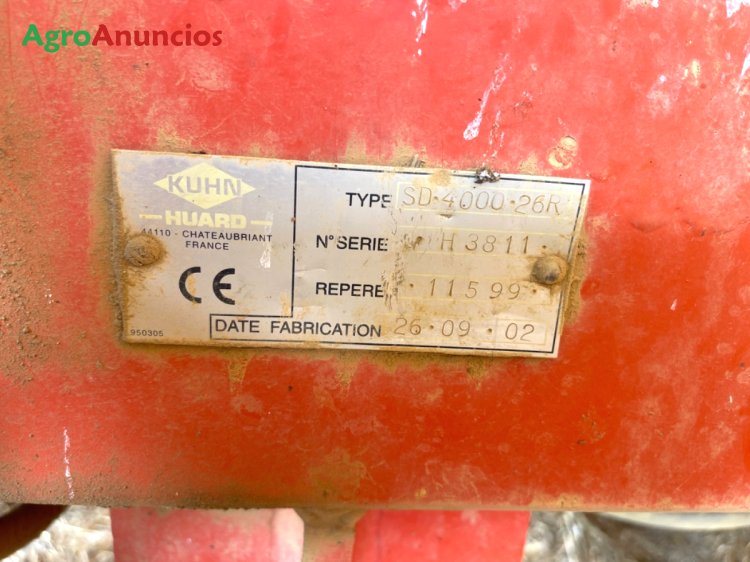 AgroAnuncios
KUHN
HUARD
44110 - CHATEAUBRIANT
FRANCE
CE
950305
TYPE SD·4000·26R
N° SERIE H3811·
REPERE ·11599·
DATE FABRICATION 26·09·02